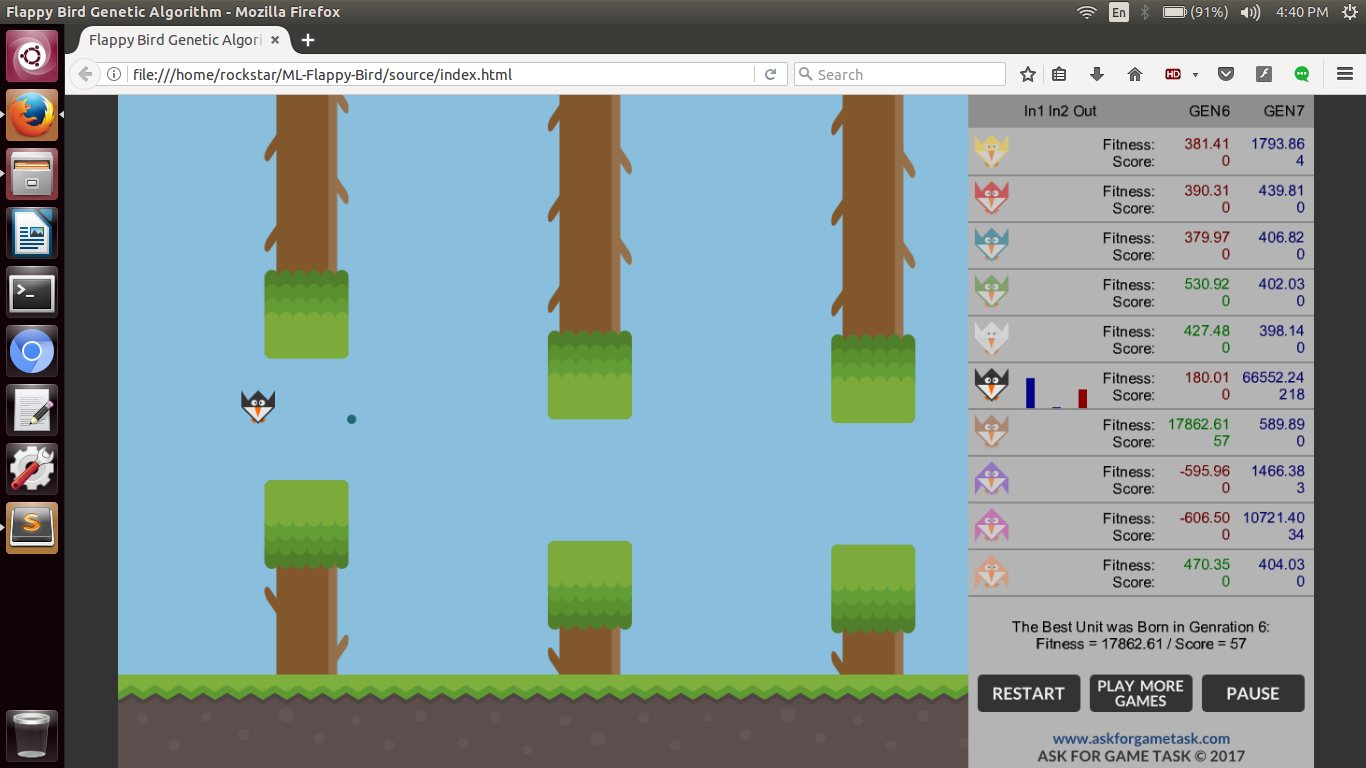 Flappy Bird Genetic Algorithm - Mozilla Firefox
En
(91%)
4:40 PM
Flappy Bird Genetic Algori
file:///home/rockstar/ML-Flappy-Bird/source/index.html
Search
HD
In1 In2 Out GEN6 GEN7
Fitness: 381.41 1793.86
Score: 0 4
Fitness: 390.31 439.81
Score: 0 0
Fitness: 379.97 406.82
Score: 0 0
Fitness: 530.92 402.03
Score: 0 0
Fitness: 427.48 398.14
Score: 0 0
Fitness: 180.01 66552.24
Score: 0 218
Fitness: 17862.61 589.89
Score: 57 0
Fitness: -595.96 1466.38
Score: 0 3
Fitness: -606.50 10721.40
Score: 0 34
Fitness: 470.35 404.03
Score: 0 0
The Best Unit was Born in Genration 6:
Fitness = 17862.61 / Score = 57
RESTART
PLAY MORE
GAMES
PAUSE
www.askforgametask.com
ASK FOR GAME TASK © 2017